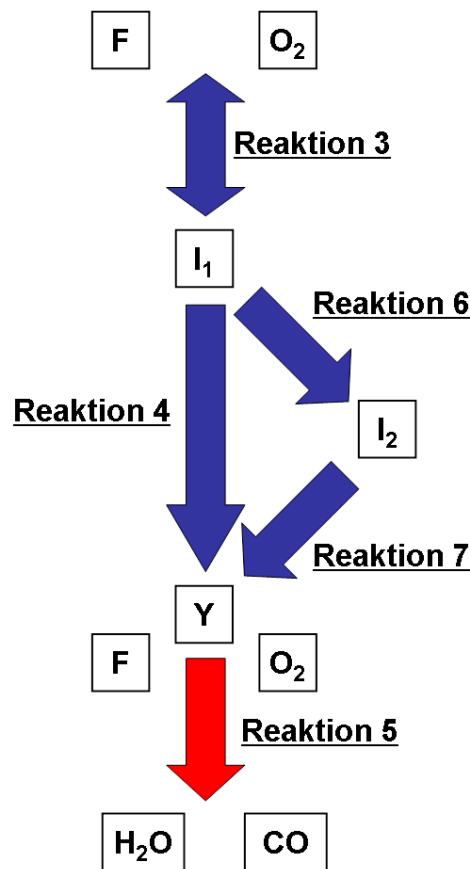 F O₂
Reaktion 3
I₁
Reaktion 6
Reaktion 4
I₂
Reaktion 7
Y
F O₂
Reaktion 5
H₂O CO